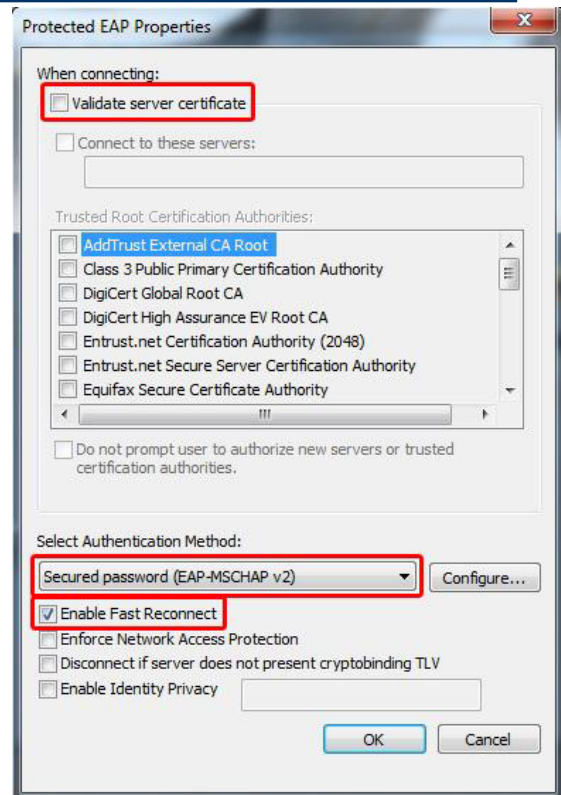 Protected EAP Properties
When connecting:
Validate server certificate
Connect to these servers:
Trusted Root Certification Authorities:
AddTrust External CA Root
Class 3 Public Primary Certification Authority
DigiCert Global Root CA
DigiCert High Assurance EV Root CA
Entrust.net Certification Authority (2048)
Entrust.net Secure Server Certification Authority
Equifax Secure Certificate Authority
Do not prompt user to authorize new servers or trusted
certification authorities.
Select Authentication Method:
Secured password (EAP-MSCHAP v2) Configure...
Enable Fast Reconnect
Enforce Network Access Protection
Disconnect if server does not present cryptobinding TLV
Enable Identity Privacy
OK Cancel